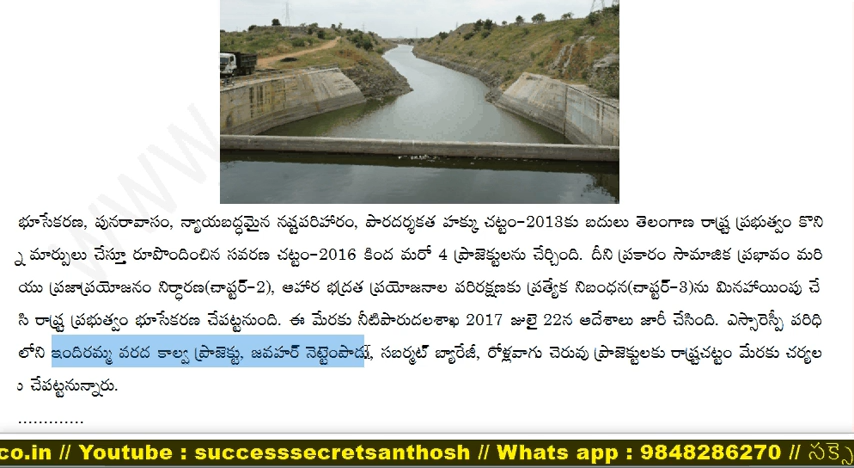 www
భూసేకరణ, పునరావాసం, న్యాయబద్ధమైన నష్టపరిహారం, పారదర్శకత హక్కు చట్టం-2013కు బదులు తెలంగాణ రాష్ట్ర ప్రభుత్వం కొని
్న మార్పులు చేస్తూ రూపొందించిన సవరణ చట్టం-2016 కింద మరో 4 ప్రాజెక్టులను చేర్చింది. దీని ప్రకారం సామాజిక ప్రభావం మరి
యు ప్రజాప్రయోజనం నిర్ధారణ(చాప్టర్-2), ఆహార భద్రత ప్రయోజనాల పరిరక్షణకు ప్రత్యేక నిబంధన(చాప్టర్-3)ను మినహాయింపు చే
సి రాష్ట్ర ప్రభుత్వం భూసేకరణ చేపట్టనుంది. ఈ మేరకు నీటిపారుదలశాఖ 2017 జులై 22న ఆదేశాలు జారీ చేసింది. ఎస్సారెస్పీ పరిధి
లోని ఇందిరమ్మ వరద కాల్వ ప్రాజెక్టు, జవహర్ నెట్టెంపాడు, సబర్మట్ బ్యారేజీ, రోళ్లవాగు చెరువు ప్రాజెక్టులకు రాష్ట్రచట్టం మేరకు చర్యల
ు చేపట్టనున్నారు.
.............
co.in // Youtube : successsecretsanthosh // Whats app : 9848286270 // సక్సె